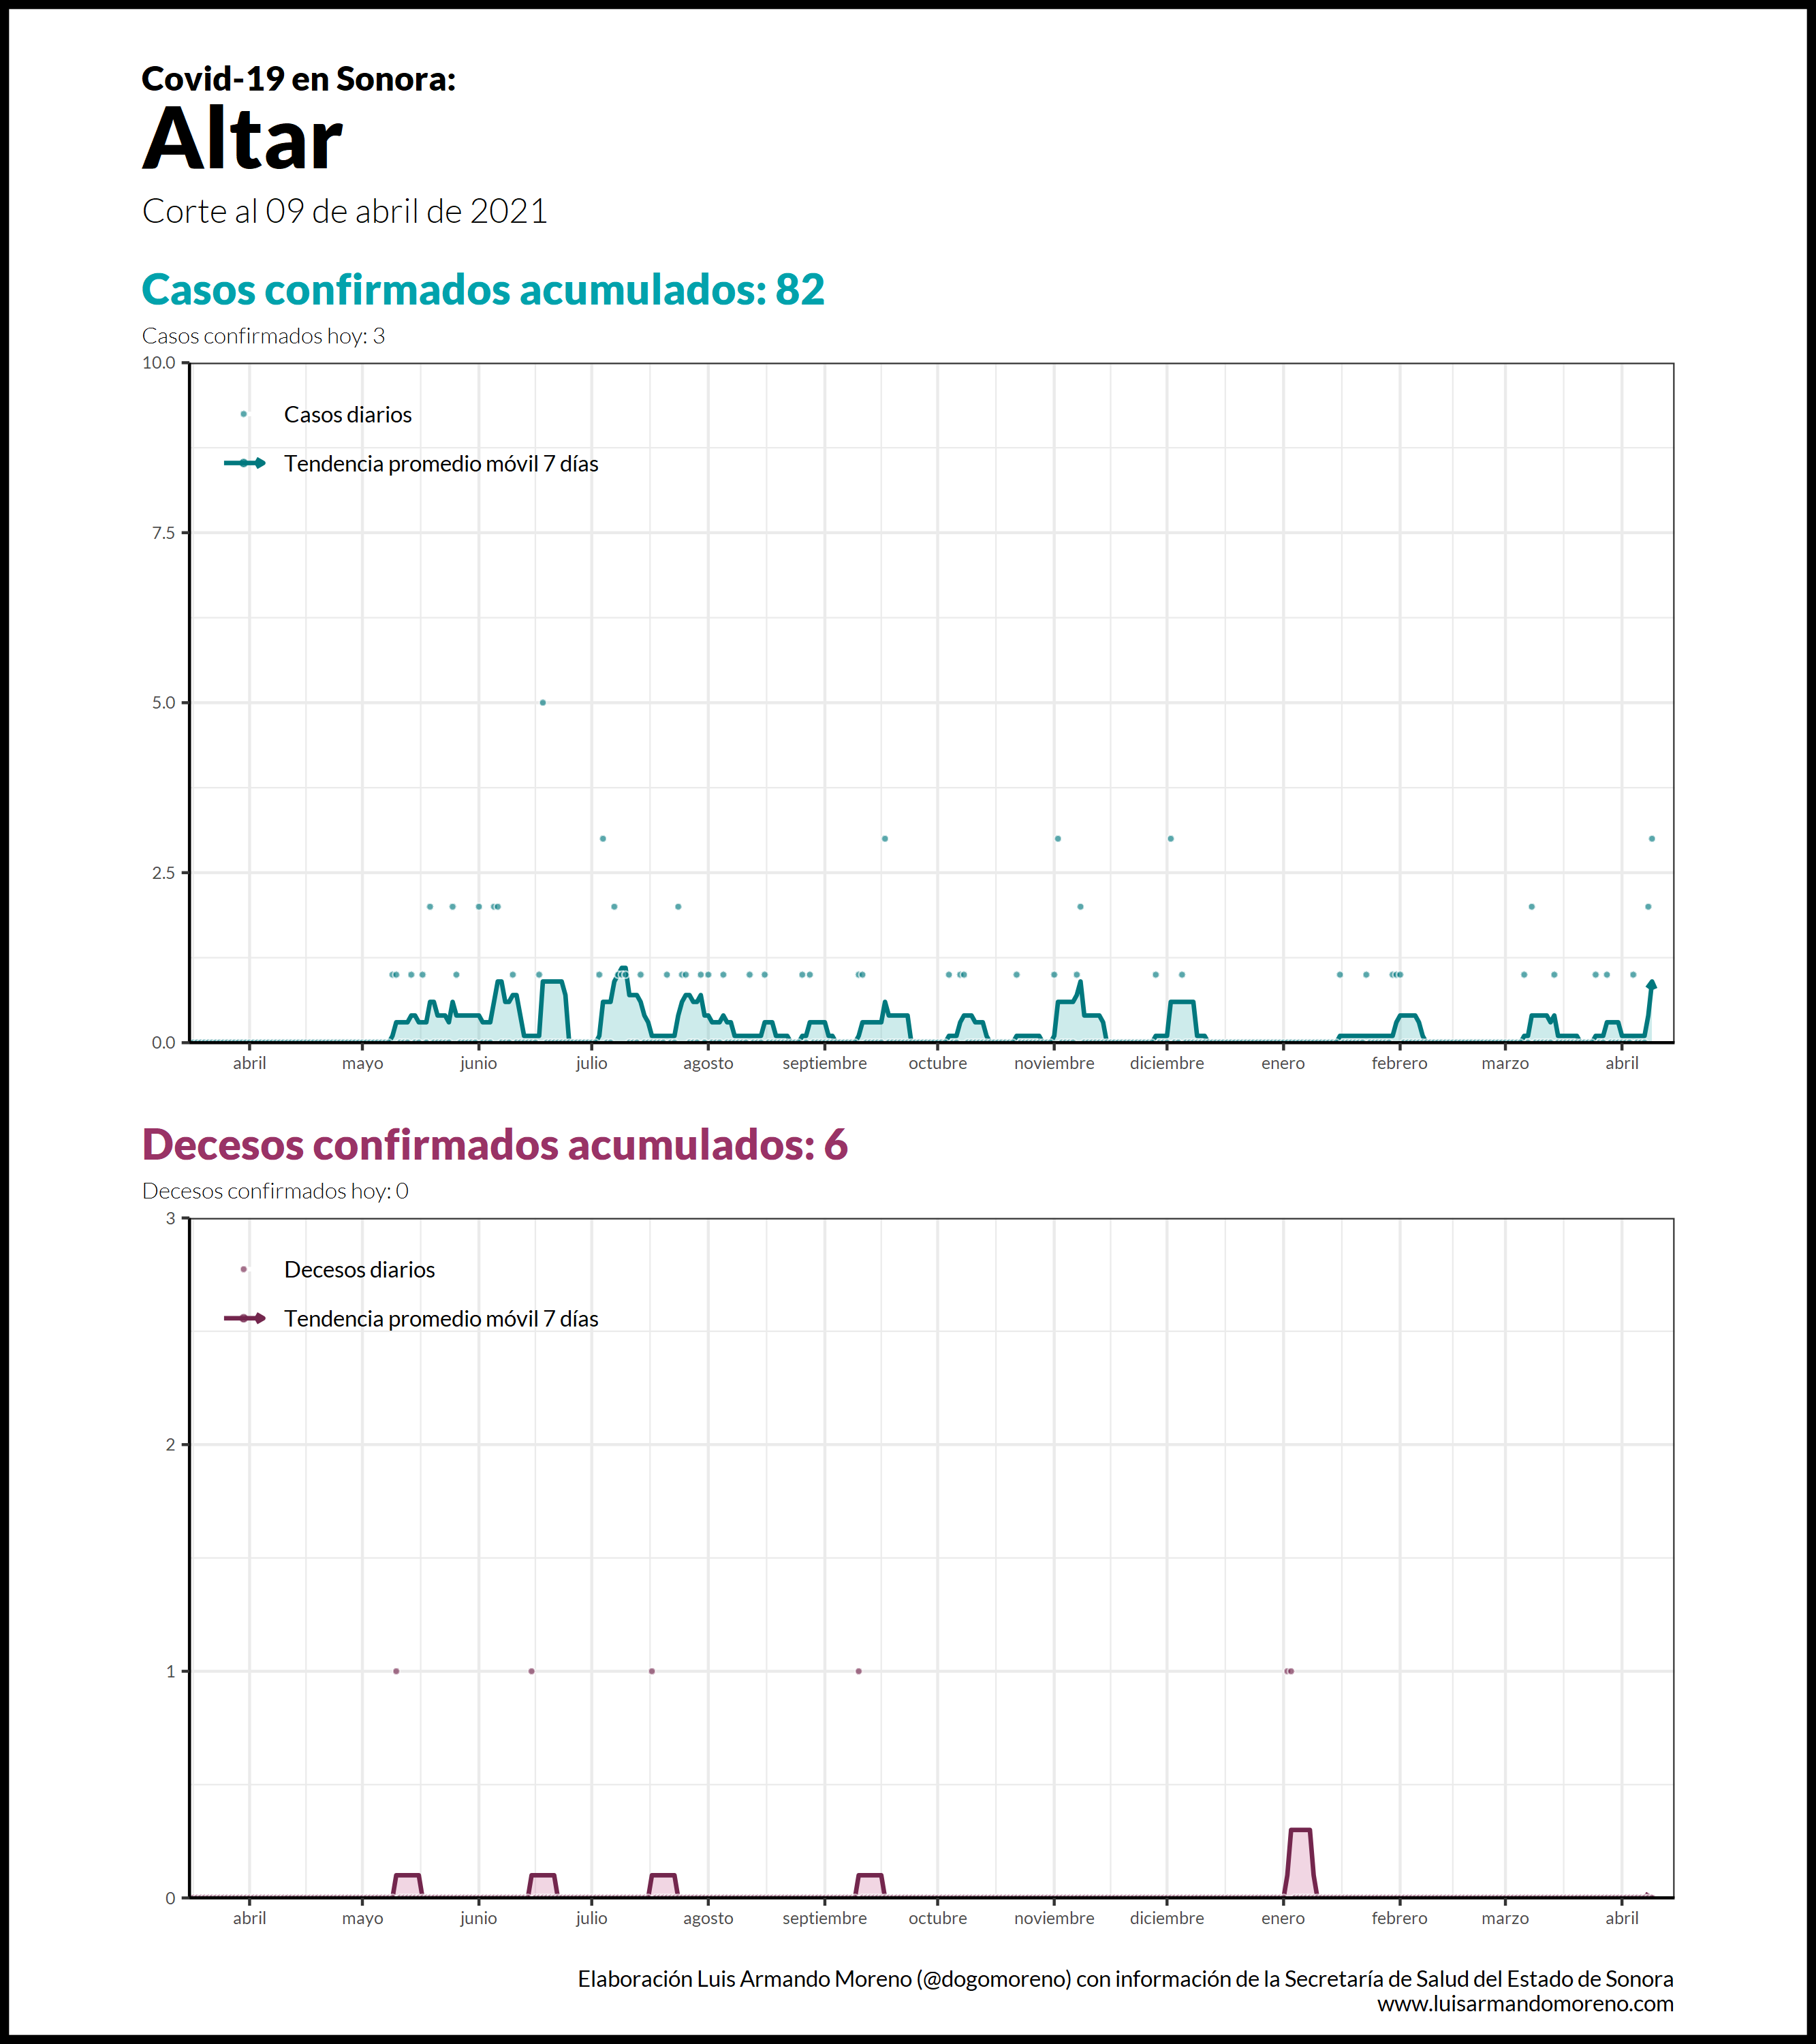 Covid-19 en Sonora:
Altar
Corte al 09 de abril de 2021
Casos confirmados acumulados: 82
Casos confirmados hoy: 3
10.0
Casos diarios
Tendencia promedio móvil 7 días
7.5
5.0
2.5
0.0
abril mayo junio julio agosto septiembre octubre noviembre diciembre enero febrero marzo abril
Decesos confirmados acumulados: 6
Decesos confirmados hoy: 0
3
Decesos diarios
Tendencia promedio móvil 7 días
2
1
0
abril mayo junio julio agosto septiembre octubre noviembre diciembre enero febrero marzo abril
Elaboración Luis Armando Moreno (@dogomoreno) con información de la Secretaría de Salud del Estado de Sonora
www.luisarmandomoreno.com